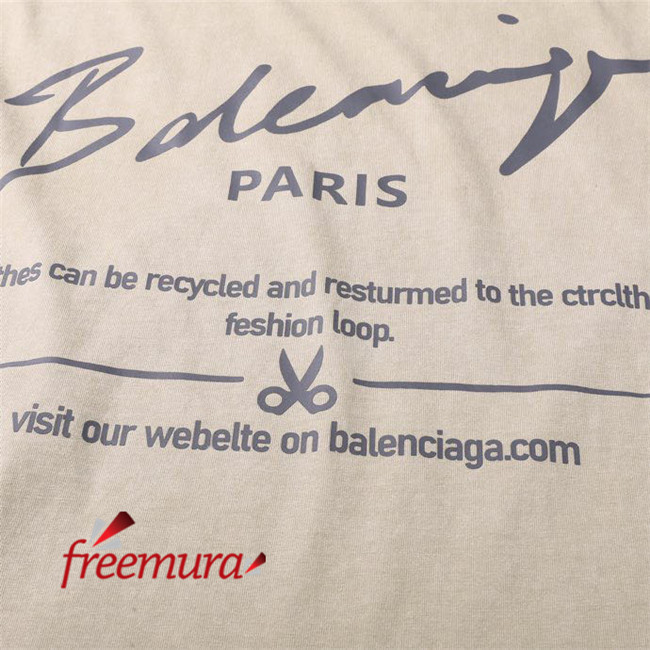 Balenciaga
PARIS
thes can be recycled and resturmed to the ctrclth
feshion loop.
visit our webelte on balenciaga.com
freemura